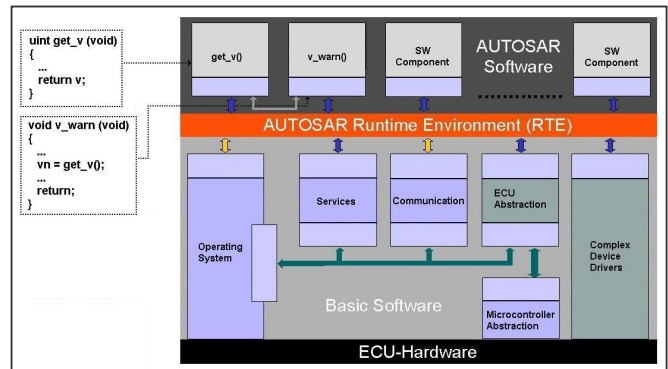 uint get_v (void)
{
...
return v;
}
void v_warn (void)
{
...
vn = get_v();
...
return;
}
get_v()
v_warn()
SW
Component
AUTOSAR
Software
SW
Component
AUTOSAR Runtime Environment (RTE)
Operating
System
Services
Communication
ECU
Abstraction
Complex
Device
Drivers
Basic Software
Microcontroller
Abstraction
ECU-Hardware